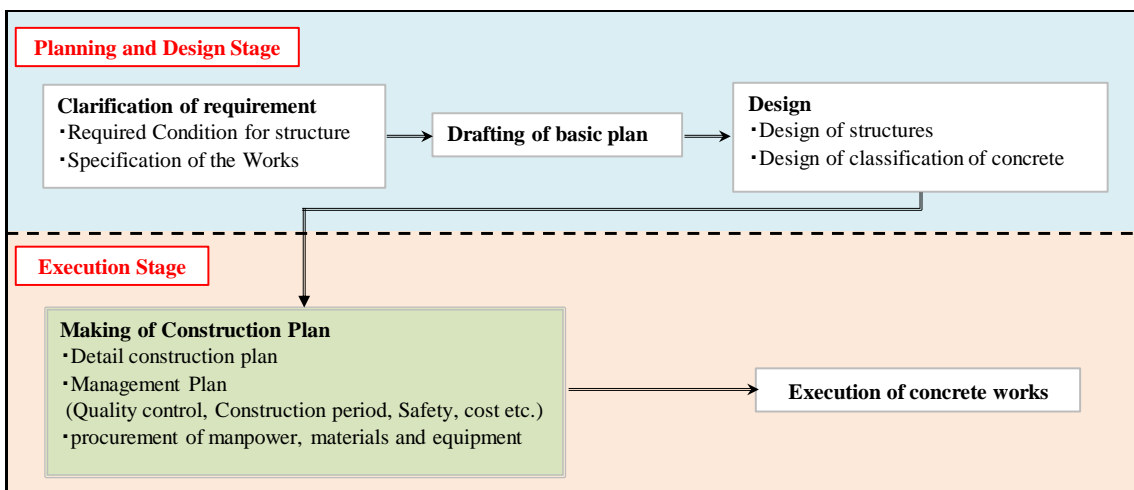 Planning and Design Stage
Clarification of requirement
・Required Condition for structure
・Specification of the Works
Drafting of basic plan
Design
・Design of structures
・Design of classification of concrete
Execution Stage
Making of Construction Plan
・Detail construction plan
・Management Plan
(Quality control, Construction period, Safety, cost etc.)
・procurement of manpower, materials and equipment
Execution of concrete works